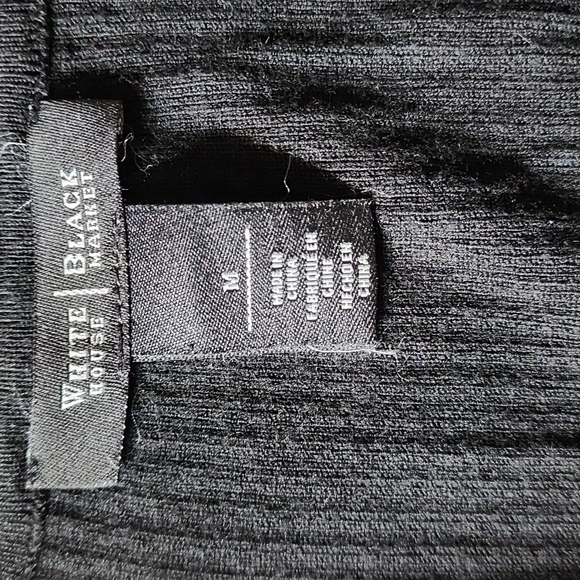 WHITE | BLACK
HOUSE | MARKET
M
MADE IN
CHINA
FABRIQUE EN
CHINE
HECHO EN
CHINA